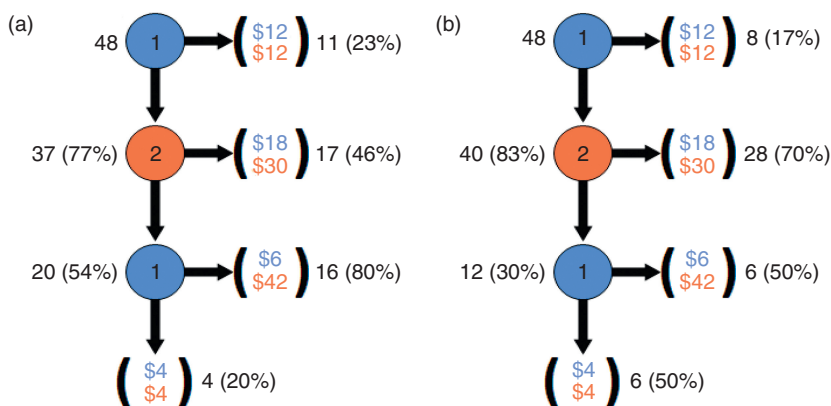 (a)
48 1 ($12 $12) 11 (23%)
37 (77%) 2 ($18 $30) 17 (46%)
20 (54%) 1 ($6 $42) 16 (80%)
($4 $4) 4 (20%)
(b)
48 1 ($12 $12) 8 (17%)
40 (83%) 2 ($18 $30) 28 (70%)
12 (30%) 1 ($6 $42) 6 (50%)
($4 $4) 6 (50%)